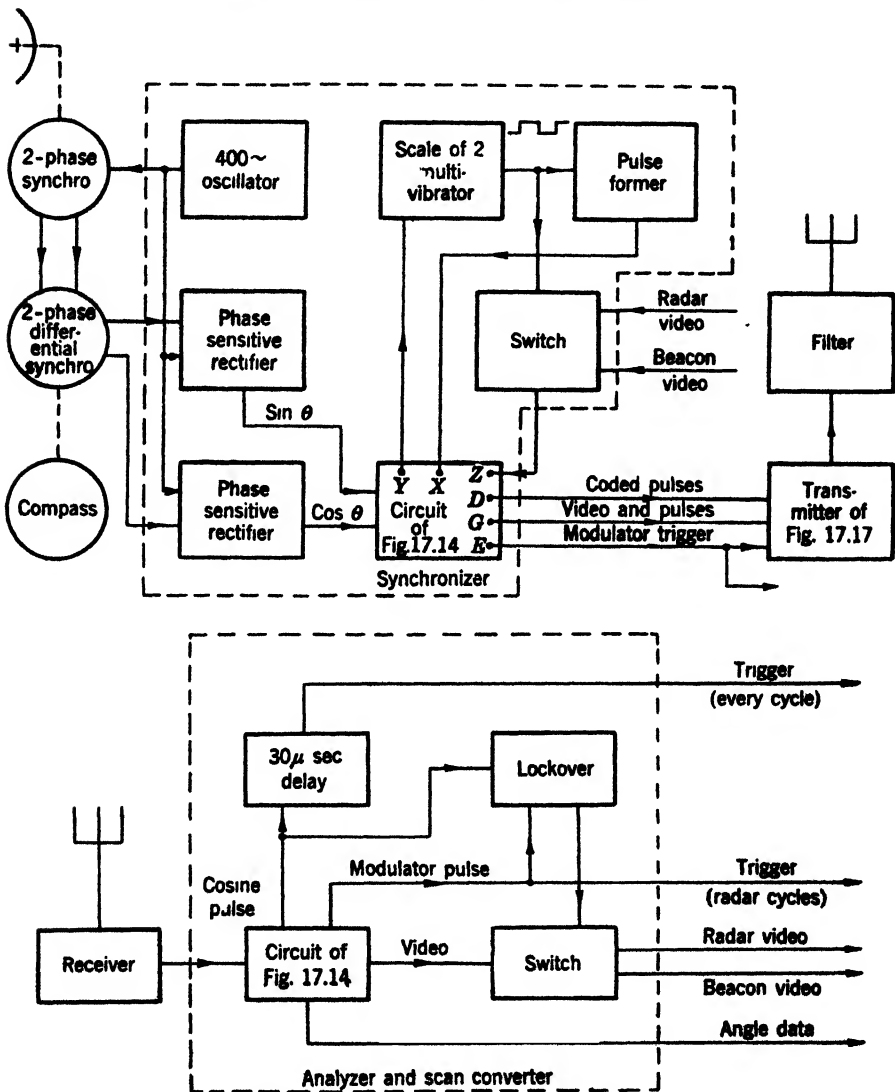 2-phase
synchro
400~
oscillator
Scale of 2
multi-
vibrator
Pulse
former
2-phase
differ-
ential
synchro
Phase
sensitive
rectifier
Switch
Radar
video
Beacon
video
Filter
Sin θ
Compass
Phase
sensitive
rectifier
Cos θ
Y X Z
D
G
E
Circuit
of
Fig.17.14
Coded pulses
Video and pulses
Modulator trigger
Trans-
mitter of
Fig. 17.17
Synchronizer
Trigger
(every cycle)
30μ sec
delay
Lockover
Cosine
pulse
Modulator pulse
Trigger
(radar cycles)
Receiver
Circuit of
Fig. 17.14
Video
Switch
Radar video
Beacon video
Angle data
Analyzer and scan converter